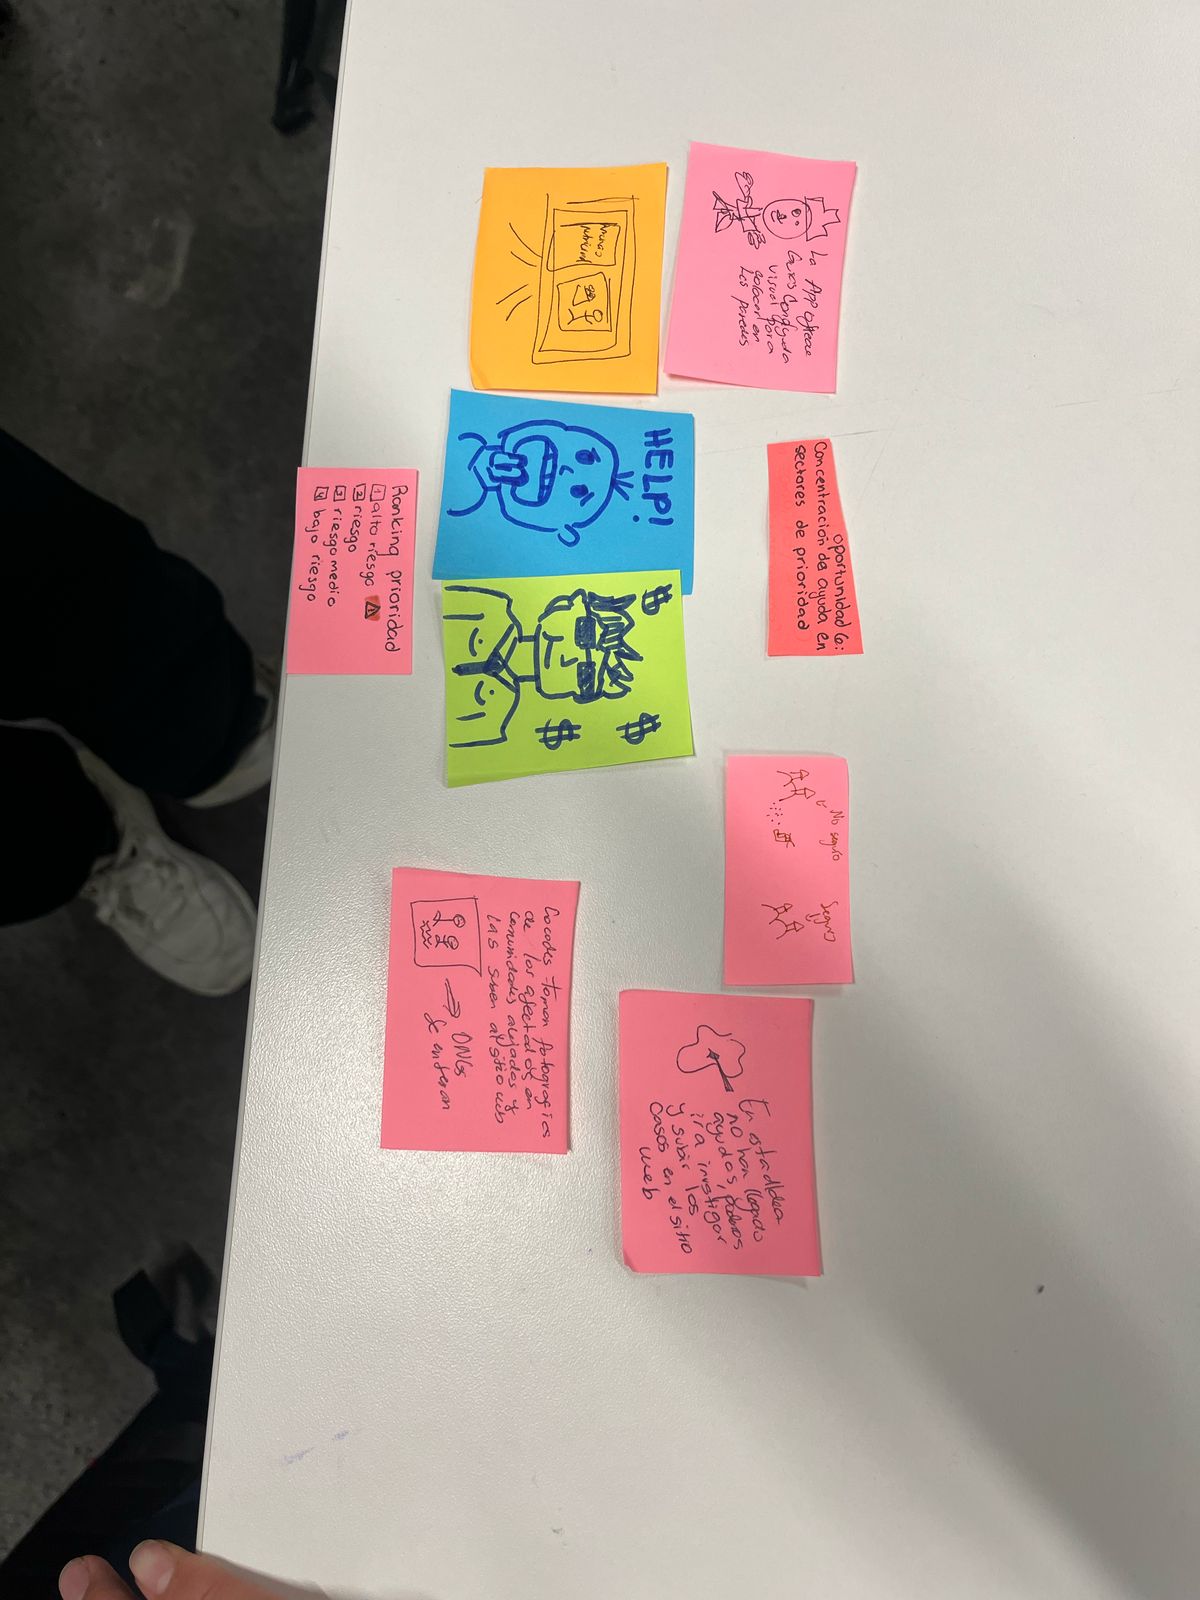 La App ofrece
Guías con ayuda
visual para
colocar en
Las paredes
oportunidad 6:
Concentración de ayuda en
sectores de prioridad
No seguro
Seguro
En esta aldea
no han llegado
ayudas, podemos
ir a investigar
y subir los
casos en el sitio
web
HELP!
$
$
$
Cocodes toman fotografías
de los afectados en
comunidades alejadas y
las suben al sitio web
ONGs
se enteran
Ranking prioridad
1 alto riesgo
2 riesgo
3 riesgo medio
4 bajo riesgo